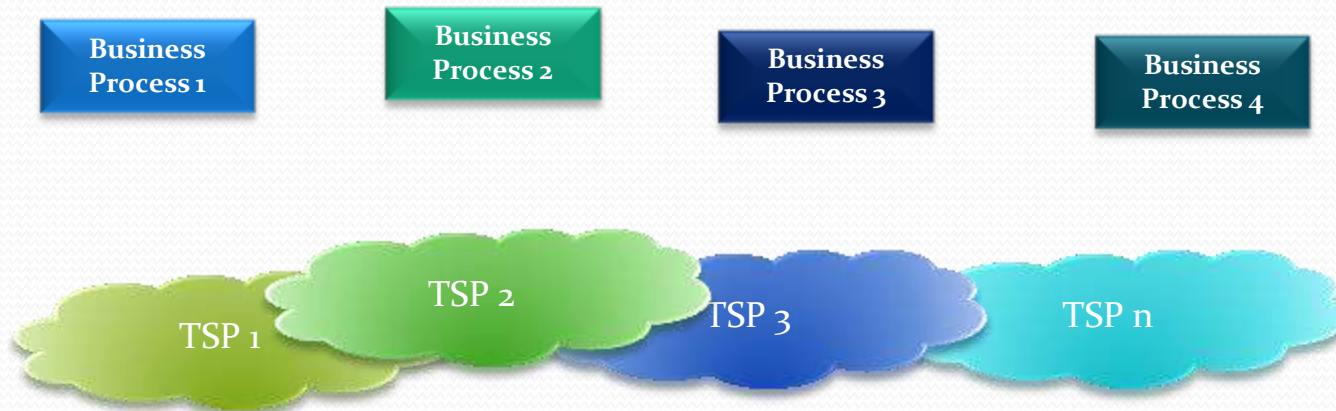 Business
Process 1
Business
Process 2
Business
Process 3
Business
Process 4
TSP 1
TSP 2
TSP 3
TSP n